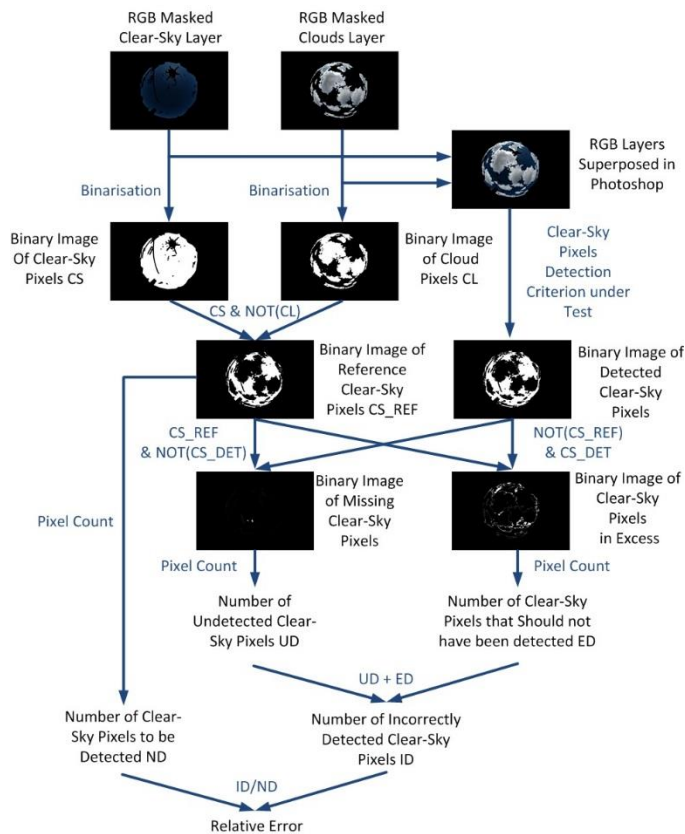 RGB Masked
Clear-Sky Layer
RGB Masked
Clouds Layer
RGB Layers
Superposed in
Photoshop
Binarisation
Binarisation
Binary Image
Of Clear-Sky
Pixels CS
Binary Image
of Cloud
Pixels CL
Clear-Sky
Pixels
Detection
Criterion under
Test
CS & NOT(CL)
Binary Image of
Reference
Clear-Sky
Pixels CS_REF
Binary Image of
Detected
Clear-Sky
Pixels
CS_REF
& NOT(CS_DET)
NOT(CS_REF)
& CS_DET
Binary Image
of Missing
Clear-Sky
Pixels
Binary Image of
Clear-Sky
Pixels
in Excess
Pixel Count
Pixel Count
Pixel Count
Number of
Undetected Clear-
Sky Pixels UD
Number of Clear-Sky
Pixels that Should not
have been detected ED
UD + ED
Number of Clear-
Sky Pixels to be
Detected ND
Number of Incorrectly
Detected Clear-Sky
Pixels ID
ID/ND
Relative Error